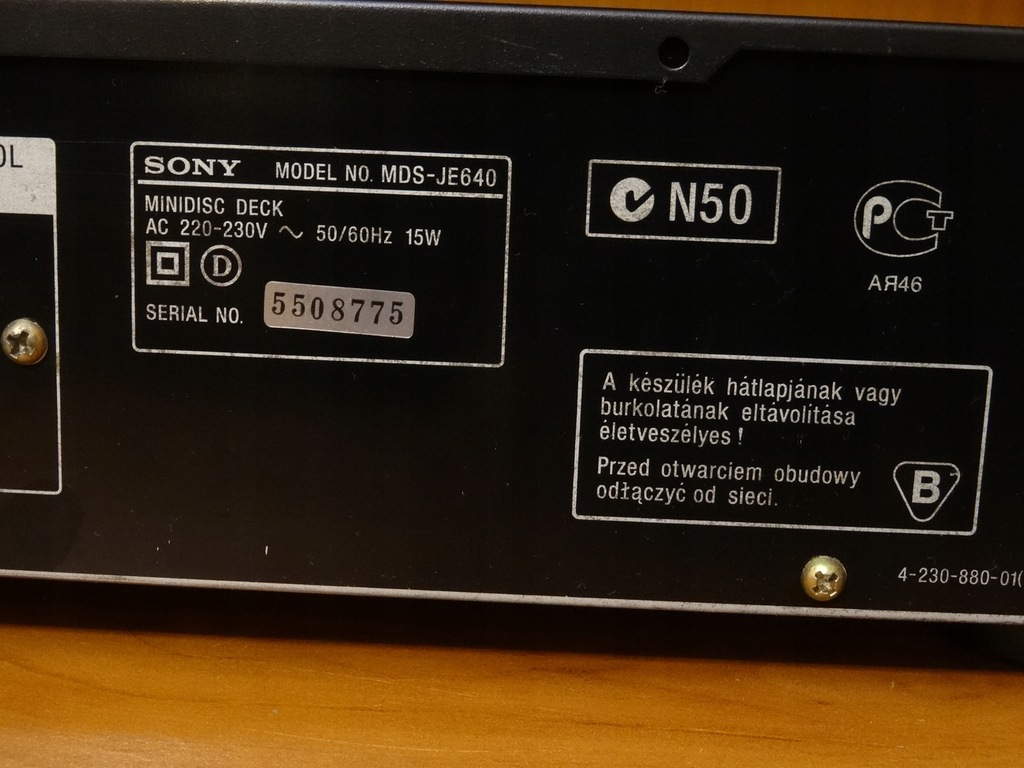 OL
SONY MODEL NO. MDS-JE640
MINIDISC DECK
AC 220-230V ~ 50/60Hz 15W
D
SERIAL NO. 5508775
N50
PCT
AЯ46
A készülék hátlapjának vagy
burkolatának eltávolitása
életveszélyes !
Przed otwarciem obudowy
odłączyć od sieci.
B
4-230-880-01(